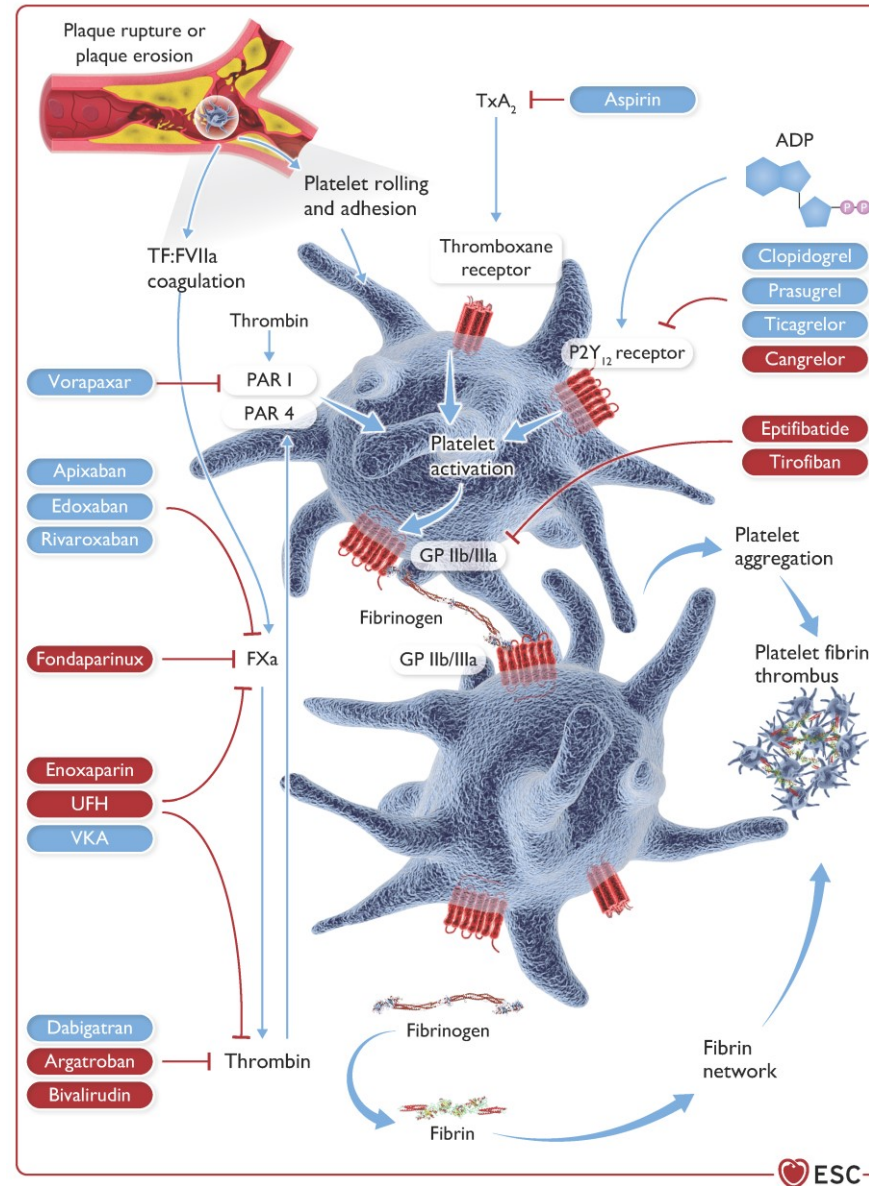 Plaque rupture or
plaque erosion
TxA₂
Aspirin
ADP
P P
Platelet rolling
and adhesion
TF:FVIIa
coagulation
Thromboxane
receptor
Clopidogrel
Prasugrel
Ticagrelor
Cangrelor
Thrombin
P2Y₁₂ receptor
Vorapaxar
PAR I
PAR 4
Platelet
activation
Eptifibatide
Tirofiban
Apixaban
Edoxaban
Rivaroxaban
GP IIb/IIIa
Platelet
aggregation
Fibrinogen
Fondaparinux
FXa
GP IIb/IIIa
Platelet fibrin
thrombus
Enoxaparin
UFH
VKA
Dabigatran
Argatroban
Bivalirudin
Thrombin
Fibrinogen
Fibrin
network
Fibrin
ESC